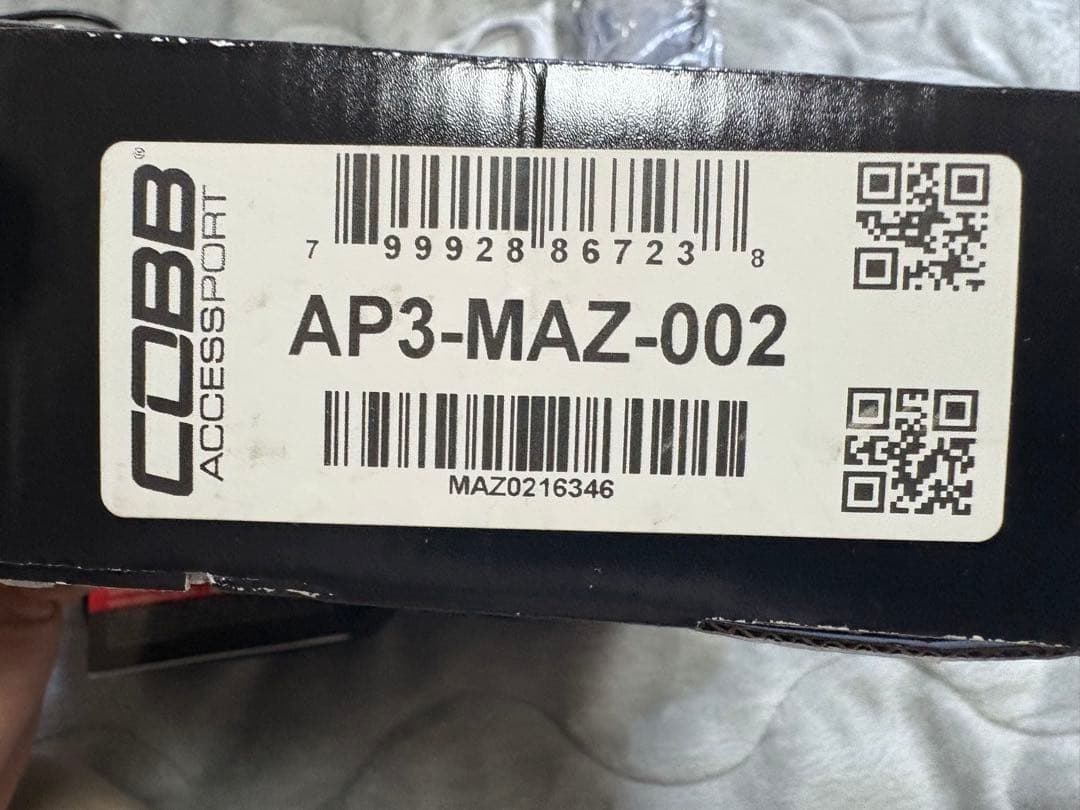 COBB®
ACCESSPORT
7 99928 86723 8
AP3-MAZ-002
MAZ0216346